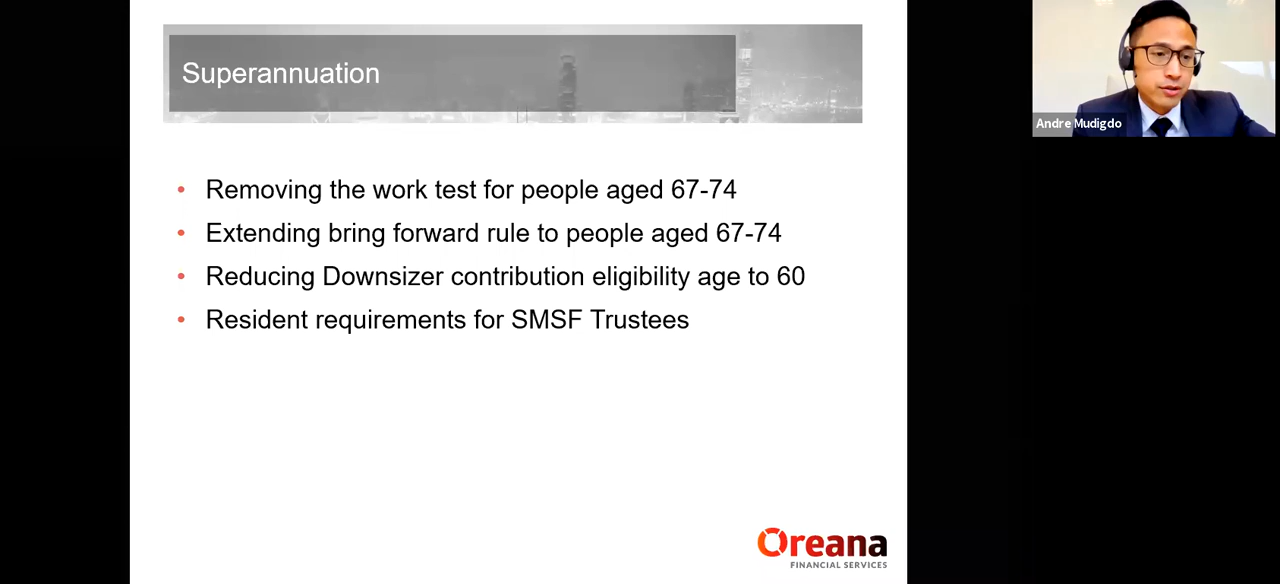 Superannuation
Andre Mudigdo
• Removing the work test for people aged 67-74
• Extending bring forward rule to people aged 67-74
• Reducing Downsizer contribution eligibility age to 60
• Resident requirements for SMSF Trustees
Oreana
FINANCIAL SERVICES